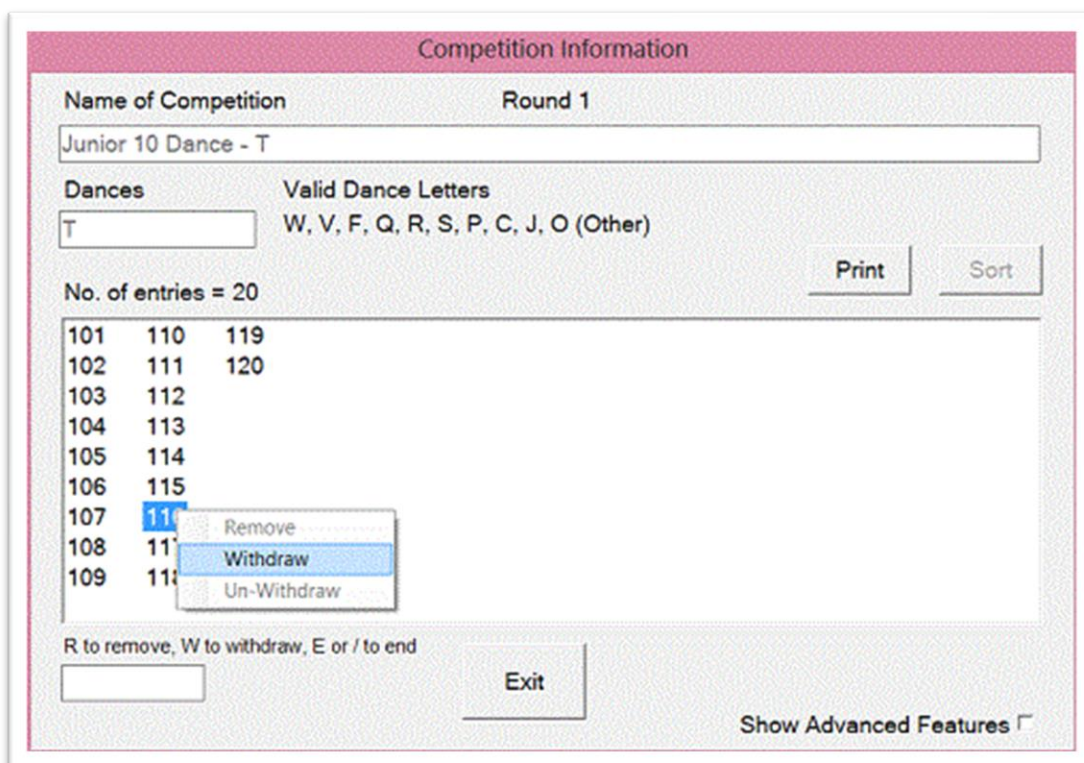 Competition Information
Name of Competition Round 1
Junior 10 Dance - T
Dances Valid Dance Letters
T W, V, F, Q, R, S, P, C, J, O (Other)
Print Sort
No. of entries = 20
101 110 119
102 111 120
103 112
104 113
105 114
106 115
107
Remove
108
Withdraw
109
Un-Withdraw
R to remove, W to withdraw, E or / to end
Exit
Show Advanced Features